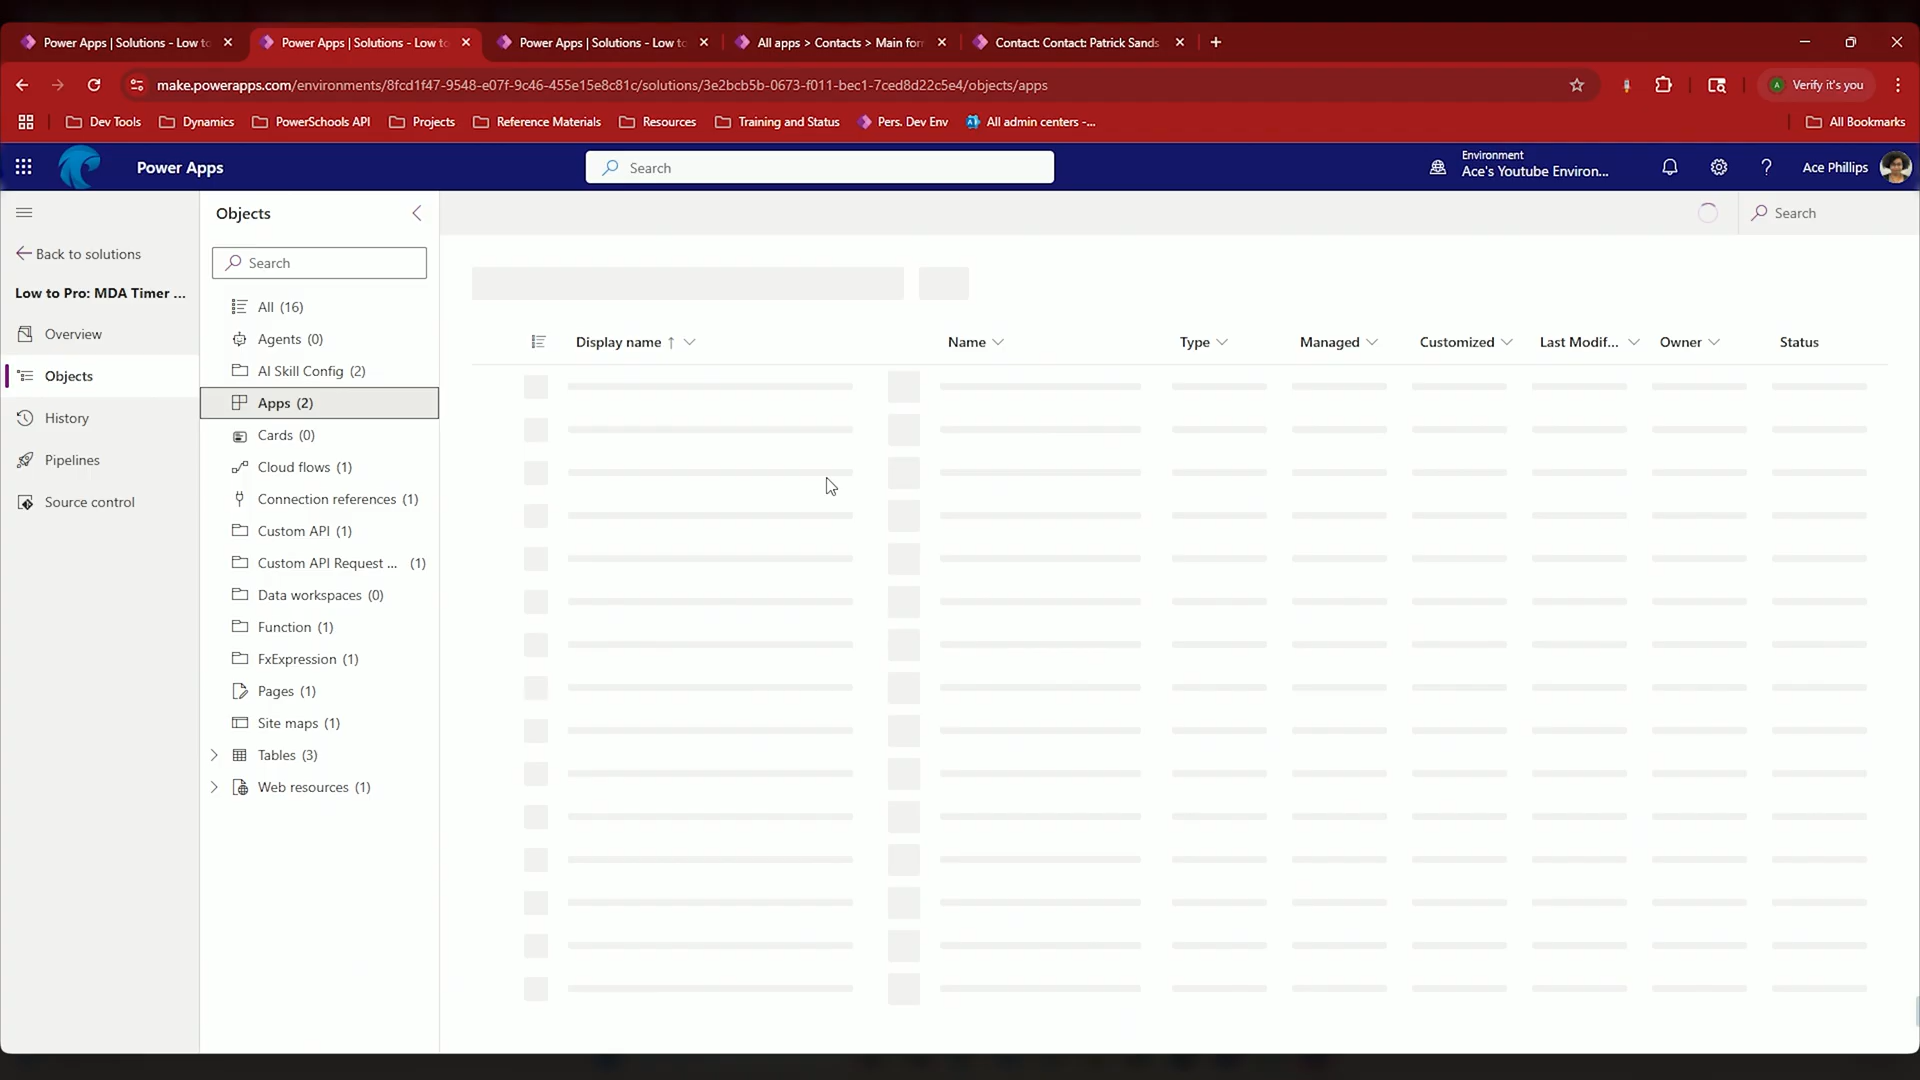 Power Apps | Solutions - Low to
Power Apps | Solutions - Low to
Power Apps | Solutions - Low to
All apps > Contacts > Main for
Contact: Contact: Patrick Sands
make.powerapps.com/environments/8fcd1f47-9548-e07f-9c46-455e15e8c81c/solutions/3e2bcb5b-0673-f011-bec1-7ced8d22c5e4/objects/apps
A
Verify it's you
Dev Tools
Dynamics
PowerSchools API
Projects
Reference Materials
Resources
Training and Status
Pers. Dev Env
All admin centers -...
All Bookmarks
Power Apps
Search
Environment
Ace's Youtube Environ...
Ace Phillips
Back to solutions
Low to Pro: MDA Timer ...
Overview
Objects
History
Pipelines
Source control
Objects
Search
All (16)
Agents (0)
AI Skill Config (2)
Apps (2)
Cards (0)
Cloud flows (1)
Connection references (1)
Custom API (1)
Custom API Request ... (1)
Data workspaces (0)
Function (1)
FxExpression (1)
Pages (1)
Site maps (1)
Tables (3)
Web resources (1)
Search
Display name ↑
Name
Type
Managed
Customized
Last Modif...
Owner
Status